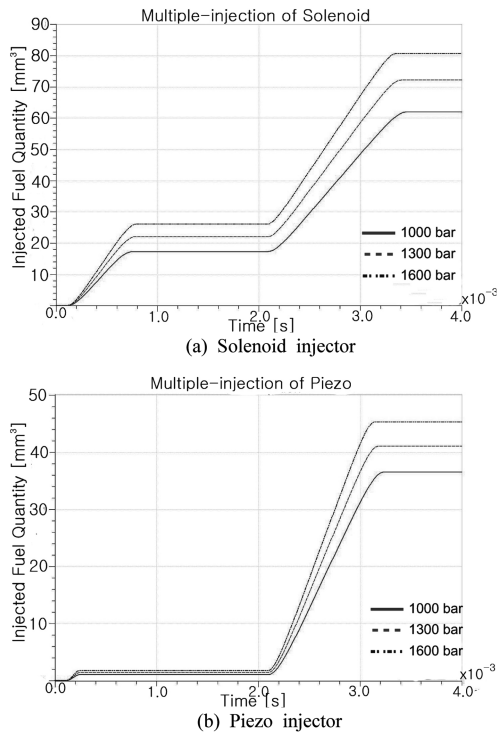 Multiple-injection of Solenoid
Injected Fuel Quantity [mm³]
90
80
70
60
50
40
30
20
10
1000 bar
1300 bar
1600 bar
0.0 1.0 2.0 3.0 4.0
x10⁻³
Time [s]
(a) Solenoid injector
Multiple-injection of Piezo
Injected Fuel Quantity [mm³]
50
40
30
20
10
1000 bar
1300 bar
1600 bar
0.0 1.0 2.0 3.0 4.0
x10⁻³
Time [s]
(b) Piezo injector